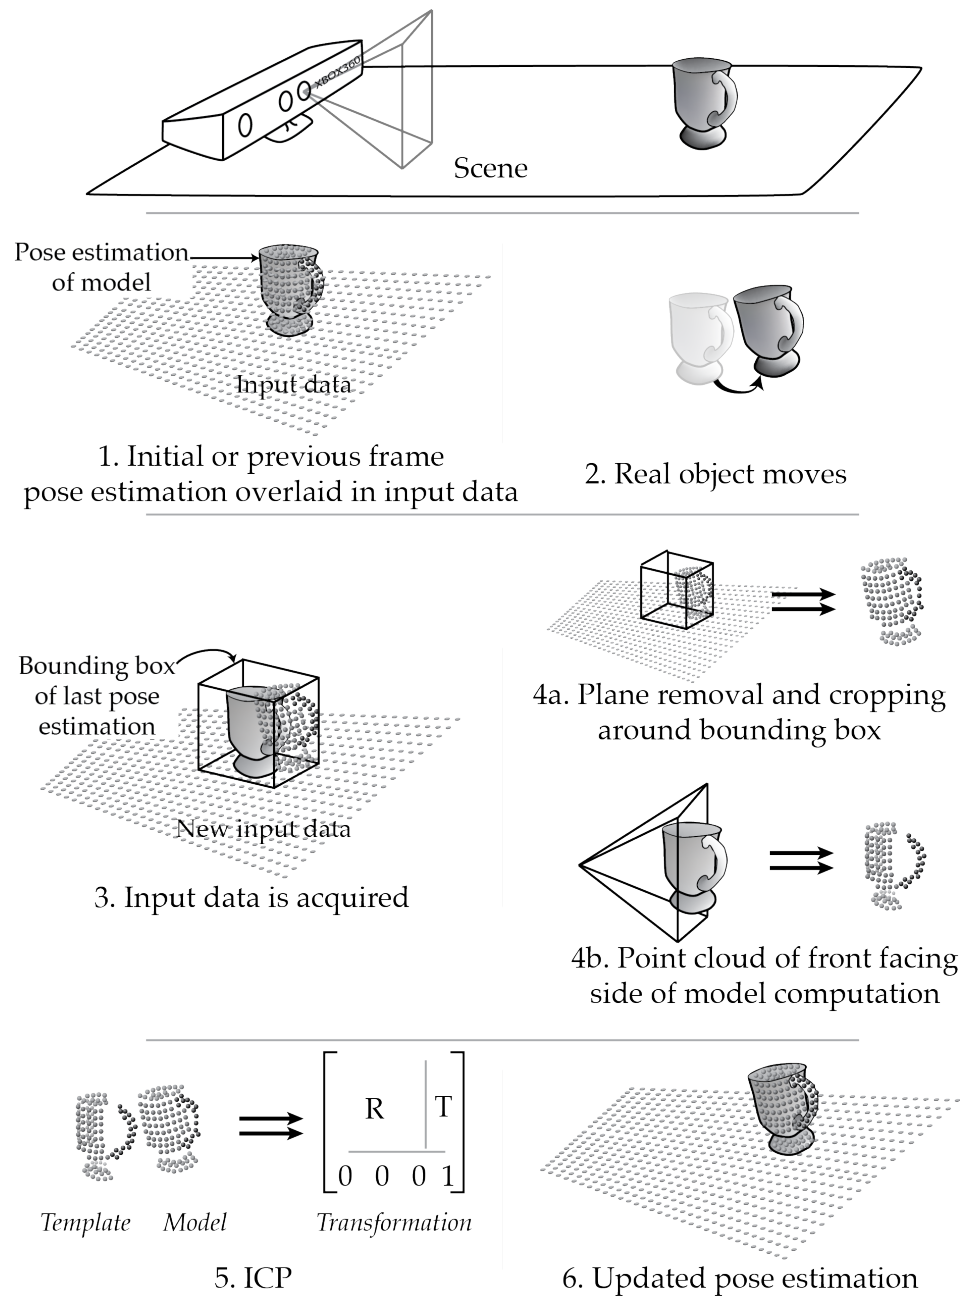 XBOX360
Scene
Pose estimation
of model
Input data
1. Initial or previous frame
pose estimation overlaid in input data
2. Real object moves
Bounding box
of last pose
estimation
New input data
3. Input data is acquired
4a. Plane removal and cropping
around bounding box
4b. Point cloud of front facing
side of model computation
R T
0 0 0 1
Template Model
Transformation
5. ICP
6. Updated pose estimation